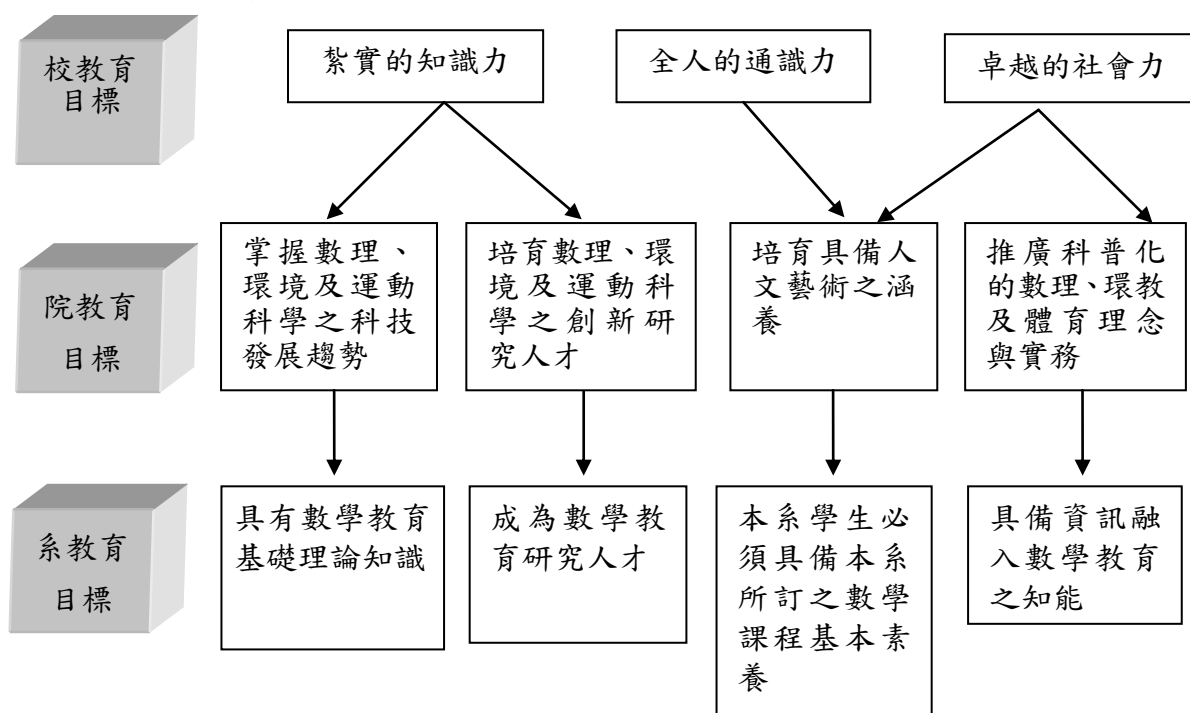 校教育
目標
紮實的知識力
全人的通識力
卓越的社會力
院教育
目標
掌握數理、
環境及運動
科學之科技
發展趨勢
培育數理、環
境及運動科
學之創新研
究人才
培育具備人
文藝術之涵
養
推廣科普化
的數理、環教
及體育理念
與實務
系教育
目標
具有數學教育
基礎理論知識
成為數學教
育研究人才
本系學生必
須具備本系
所訂之數學
課程基本素
養
具備資訊融
入數學教育
之知能